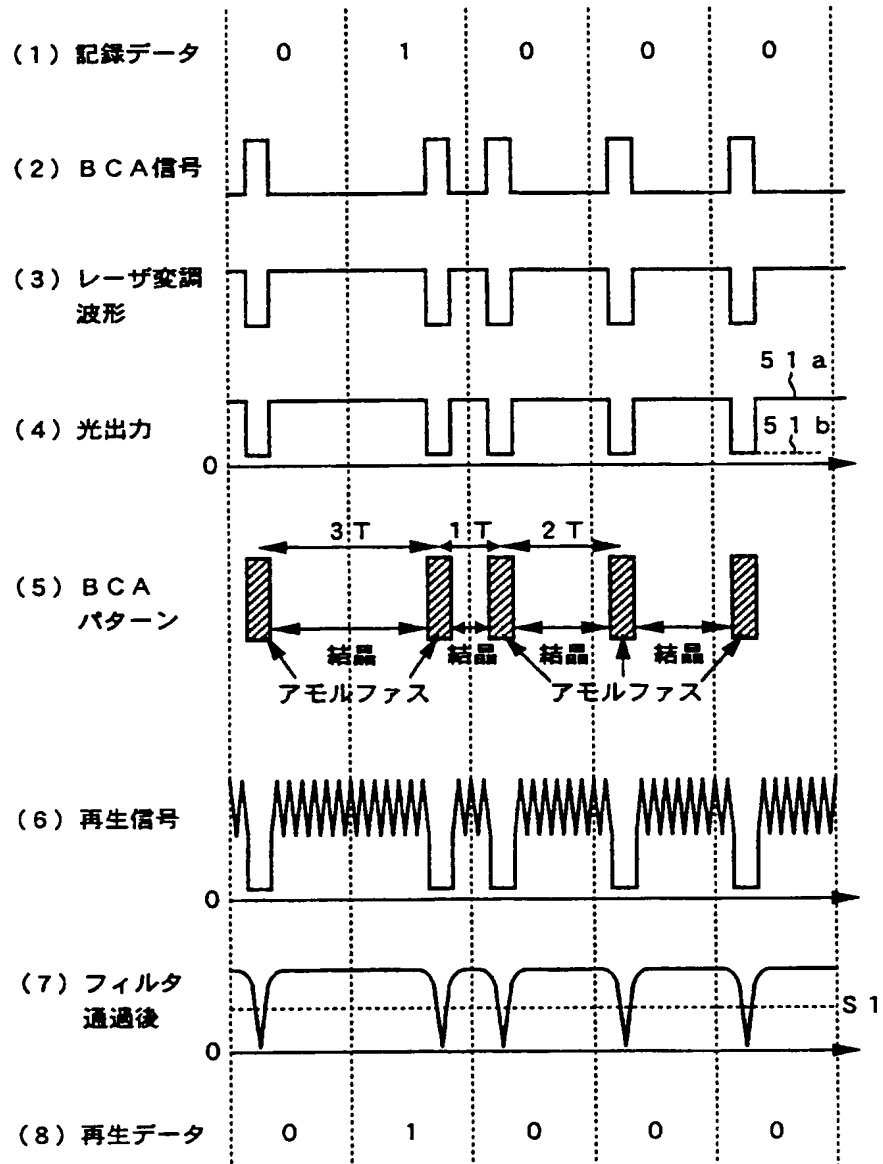 (1) 記録データ 0 1 0 0 0
(2) BCA信号
(3) レーザ変調
波形
51a
(4) 光出力
51b
0
3T 1T 2T
(5) BCA
パターン
結晶 結晶 結晶 結晶
アモルファス アモルファス
(6) 再生信号
0
(7) フィルタ
通過後
S1
0
(8) 再生データ 0 1 0 0 0